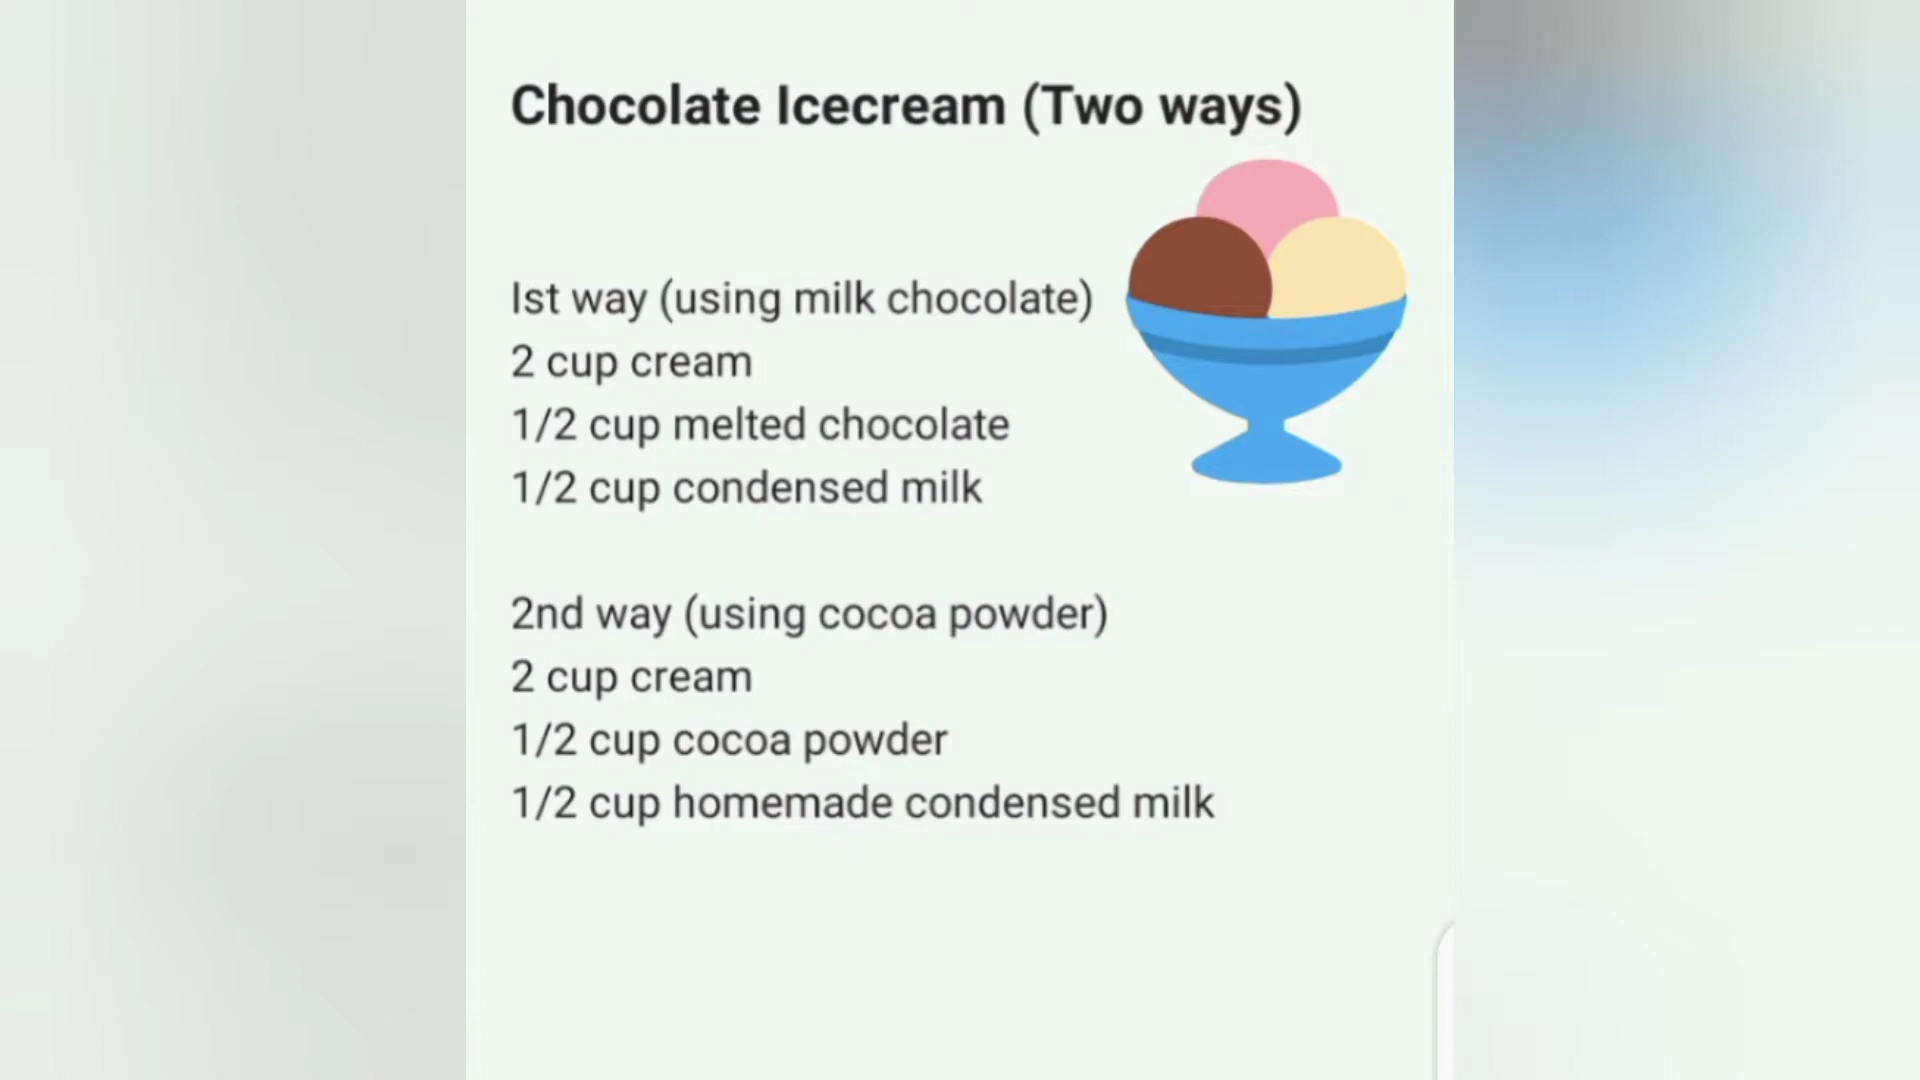 Chocolate Icecream (Two ways)
Ist way (using milk chocolate)
2 cup cream
1/2 cup melted chocolate
1/2 cup condensed milk
2nd way (using cocoa powder)
2 cup cream
1/2 cup cocoa powder
1/2 cup homemade condensed milk